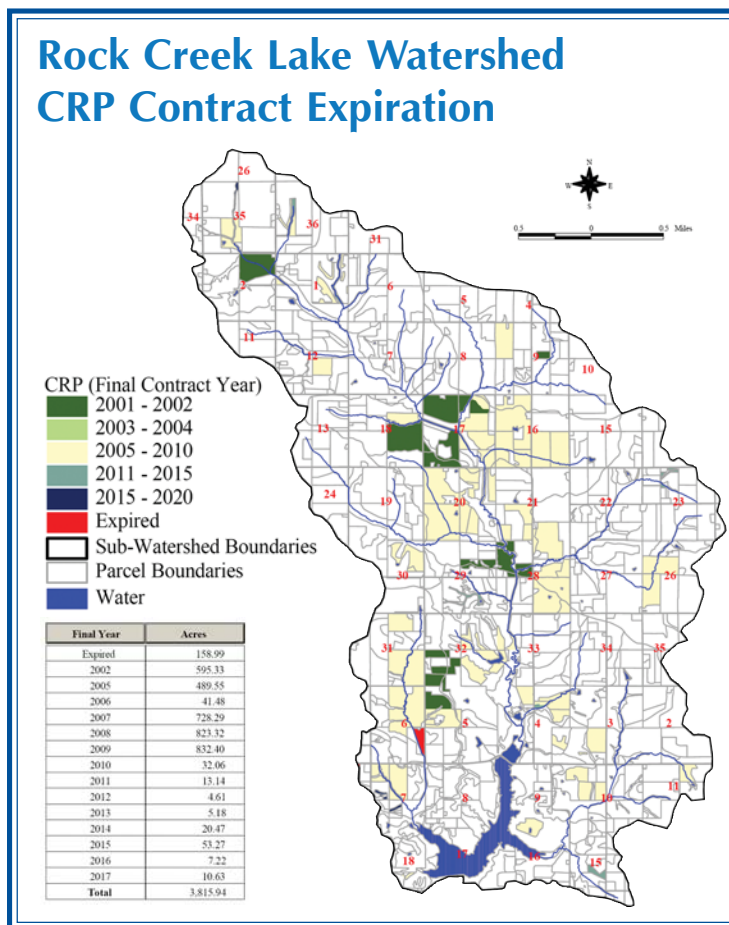 Rock Creek Lake Watershed
CRP Contract Expiration
N
W E
S
0.5 0 0.5 Miles
26
34 35 36
31
2 1 6 5 4
11 12 7 8 9 10
13 18 17 16 15
24 19 20 21 22 23
30 29 28 27 26
31 32 33 34 35
6 5 4 3 2
7 8 9 10 11
18 17 16 15
CRP (Final Contract Year)
2001 - 2002
2003 - 2004
2005 - 2010
2011 - 2015
2015 - 2020
Expired
Sub-Watershed Boundaries
Parcel Boundaries
Water
Final Year Acres
Expired 158.99
2002 595.33
2005 489.55
2006 41.48
2007 728.29
2008 823.32
2009 832.40
2010 32.06
2011 13.14
2012 4.61
2013 5.18
2014 20.47
2015 53.27
2016 7.22
2017 10.63
Total 3,815.94